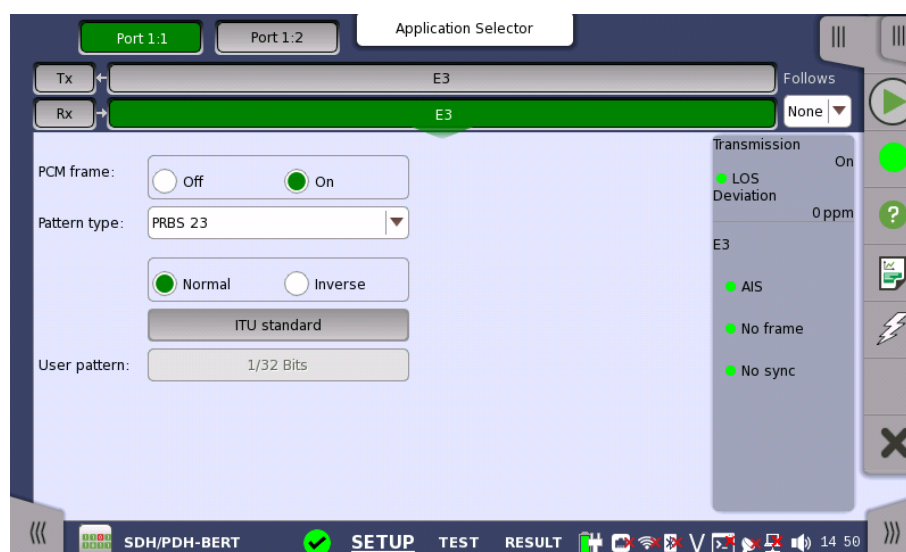 Port 1:1
Port 1:2
Application Selector
Tx
E3
Follows
Rx
E3
None
PCM frame:
Off
On
Pattern type:
PRBS 23
Normal
Inverse
ITU standard
User pattern:
1/32 Bits
Transmission
On
LOS
Deviation
0 ppm
E3
AIS
No frame
No sync
SDH/PDH-BERT
SETUP
TEST
RESULT
14 50